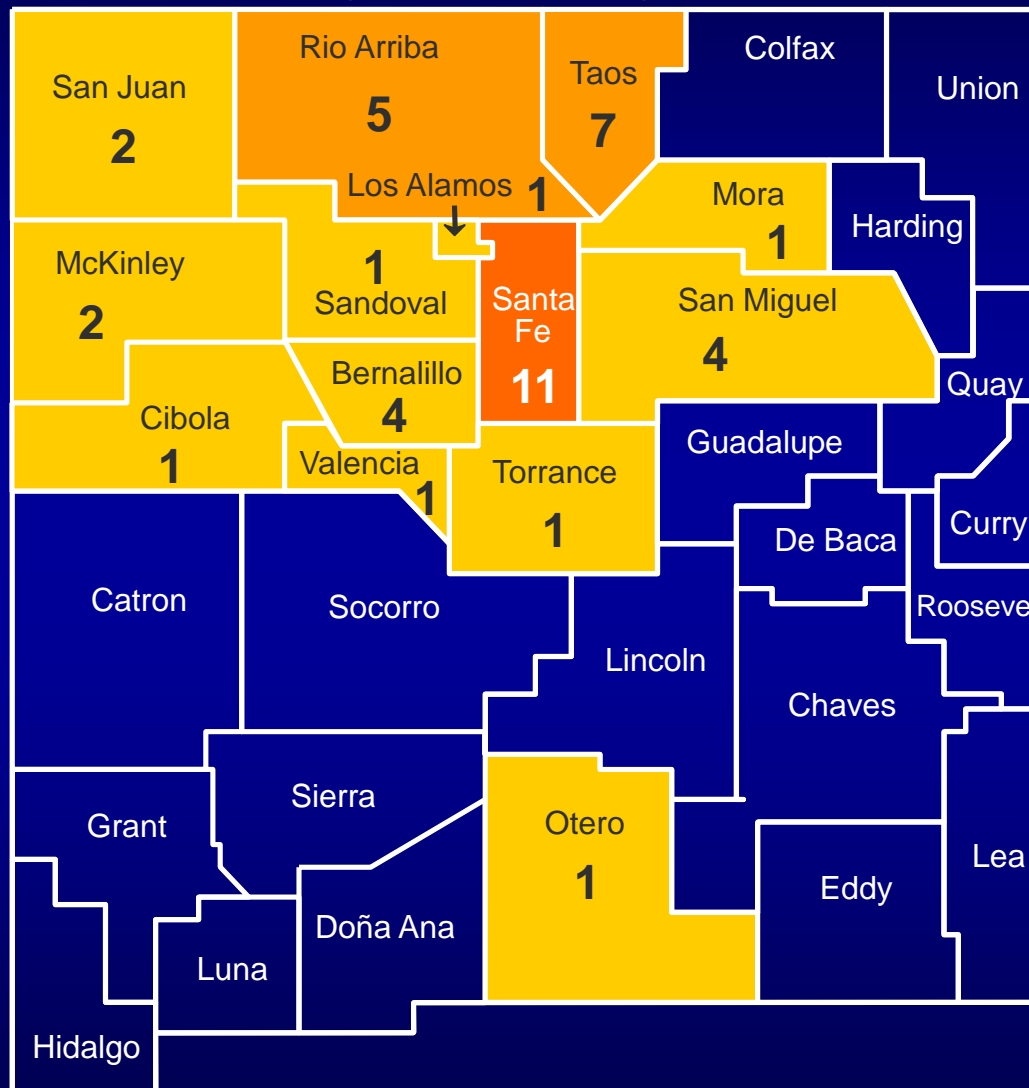 Rio Arriba
5
Taos
7
Colfax
Union
San Juan
2
Los Alamos
1
Mora
1
Harding
McKinley
2
1
Sandoval
Santa
Fe
11
San Miguel
4
Quay
Bernalillo
4
Cibola
1
Valencia
1
Torrance
1
Guadalupe
Curry
De Baca
Catron
Socorro
Rooseve
Lincoln
Chaves
Sierra
Grant
Otero
1
Lea
Eddy
Doña Ana
Luna
Hidalgo